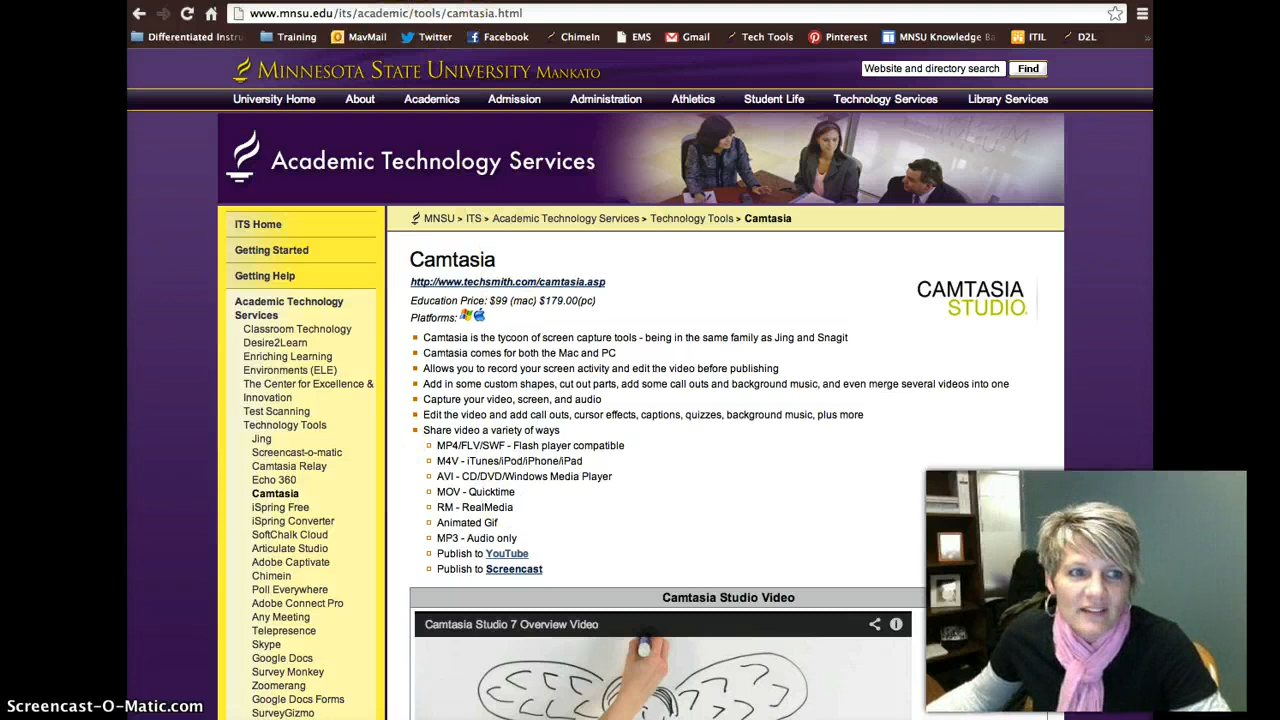 www.mnsu.edu/its/academic/tools/camtasia.html
Differentiated Instru Training MavMail Twitter Facebook ChimeIn EMS Gmail Tech Tools Pinterest MNSU Knowledge Ba ITIL D2L »
MINNESOTA STATE UNIVERSITY MANKATO
Website and directory search Find
University Home About Academics Admission Administration Athletics Student Life Technology Services Library Services
Academic Technology Services
ITS Home
Getting Started
Getting Help
Academic Technology
Services
Classroom Technology
Desire2Learn
Enriching Learning
Environments (ELE)
The Center for Excellence &
Innovation
Test Scanning
Technology Tools
Jing
Screencast-o-matic
Camtasia Relay
Echo 360
Camtasia
iSpring Free
iSpring Converter
SoftChalk Cloud
Articulate Studio
Adobe Captivate
Chimein
Poll Everywhere
Adobe Connect Pro
Any Meeting
Telepresence
Skype
Google Docs
Survey Monkey
Zoomerang
Google Docs Forms
SurveyGizmo
MNSU > ITS > Academic Technology Services > Technology Tools > Camtasia
Camtasia
http://www.techsmith.com/camtasia.asp
Education Price: $99 (mac) $179.00(pc)
Platforms:
CAMTASIA
STUDIO
Camtasia is the tycoon of screen capture tools - being in the same family as Jing and Snagit
Camtasia comes for both the Mac and PC
Allows you to record your screen activity and edit the video before publishing
Add in some custom shapes, cut out parts, add some call outs and background music, and even merge several videos into one
Capture your video, screen, and audio
Edit the video and add call outs, cursor effects, captions, quizzes, background music, plus more
Share video a variety of ways
MP4/FLV/SWF - Flash player compatible
M4V - iTunes/iPod/iPhone/iPad
AVI - CD/DVD/Windows Media Player
MOV - Quicktime
RM - RealMedia
Animated Gif
MP3 - Audio only
Publish to YouTube
Publish to Screencast
Camtasia Studio Video
Camtasia Studio 7 Overview Video
Screencast-O-Matic.com